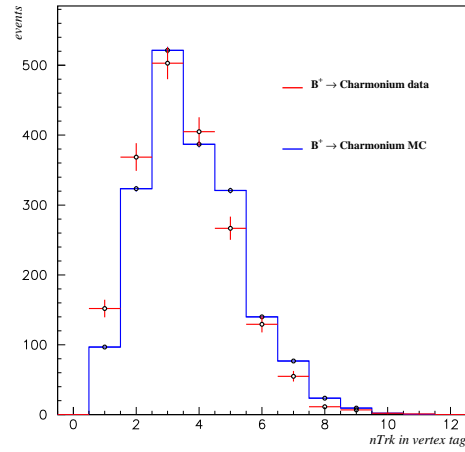 events
500
400
300
200
100
0
B+ → Charmonium data
B+ → Charmonium MC
0 2 4 6 8 10 12
nTrk in vertex tag